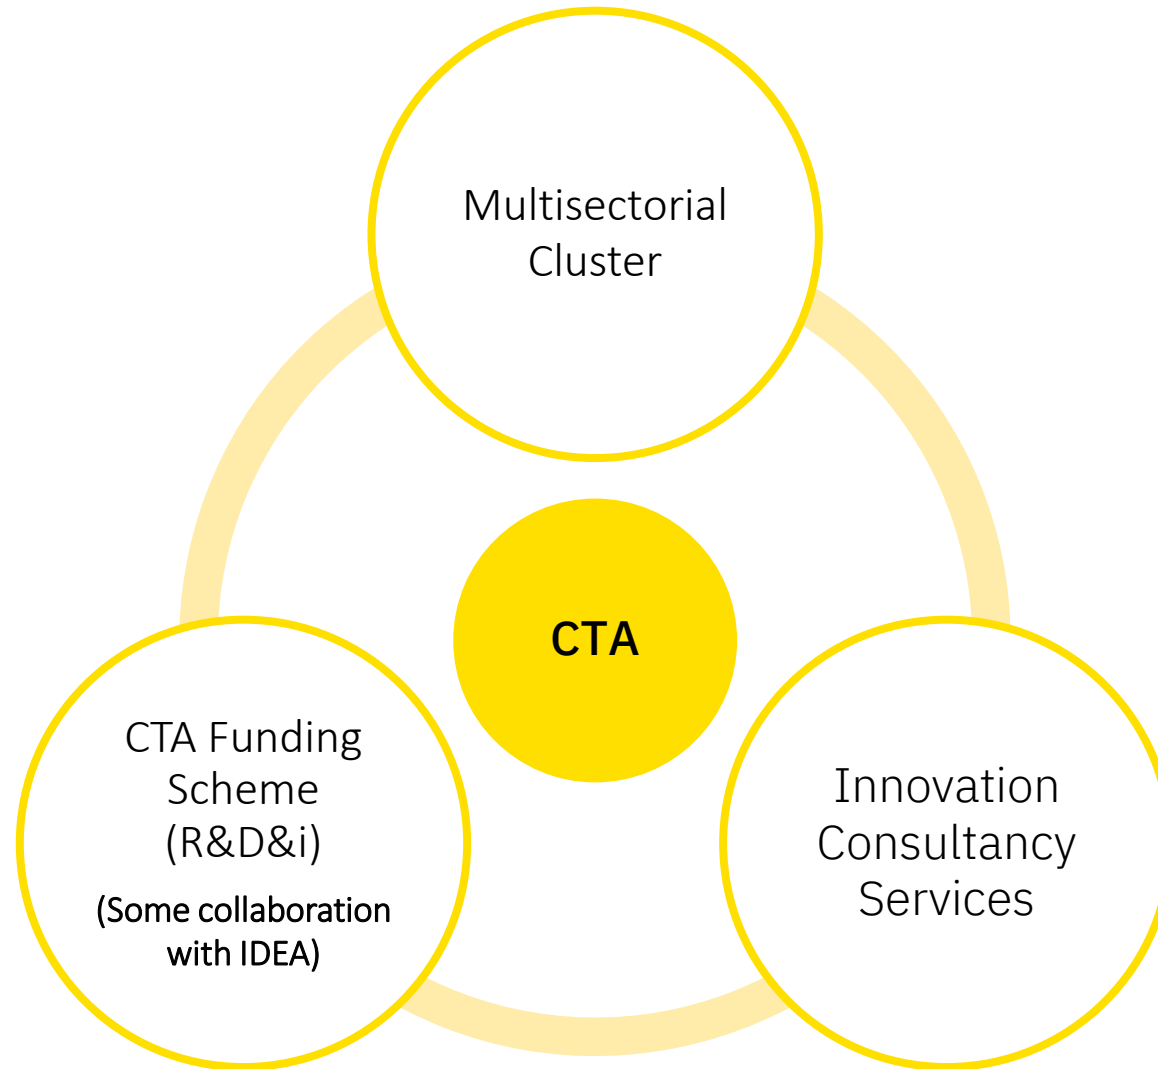 Multisectorial
Cluster
CTA
CTA Funding
Scheme
(R&D&i)
(Some collaboration
with IDEA)
Innovation
Consultancy
Services